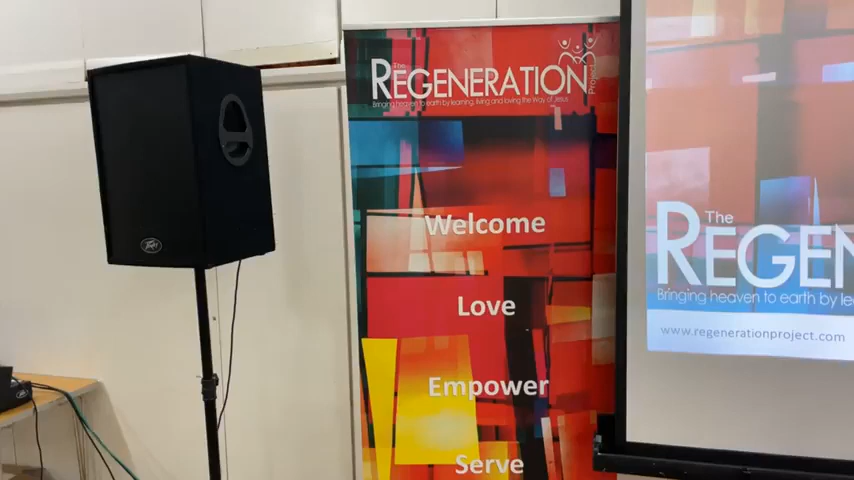 The
REGENERATION
Project
Bringing heaven to earth by learning, living and loving the Way of Jesus
Welcome
Love
Empower
Serve
The
REGEN
Bringing heaven to earth by le
www.regenerationproject.com
PEAVEY